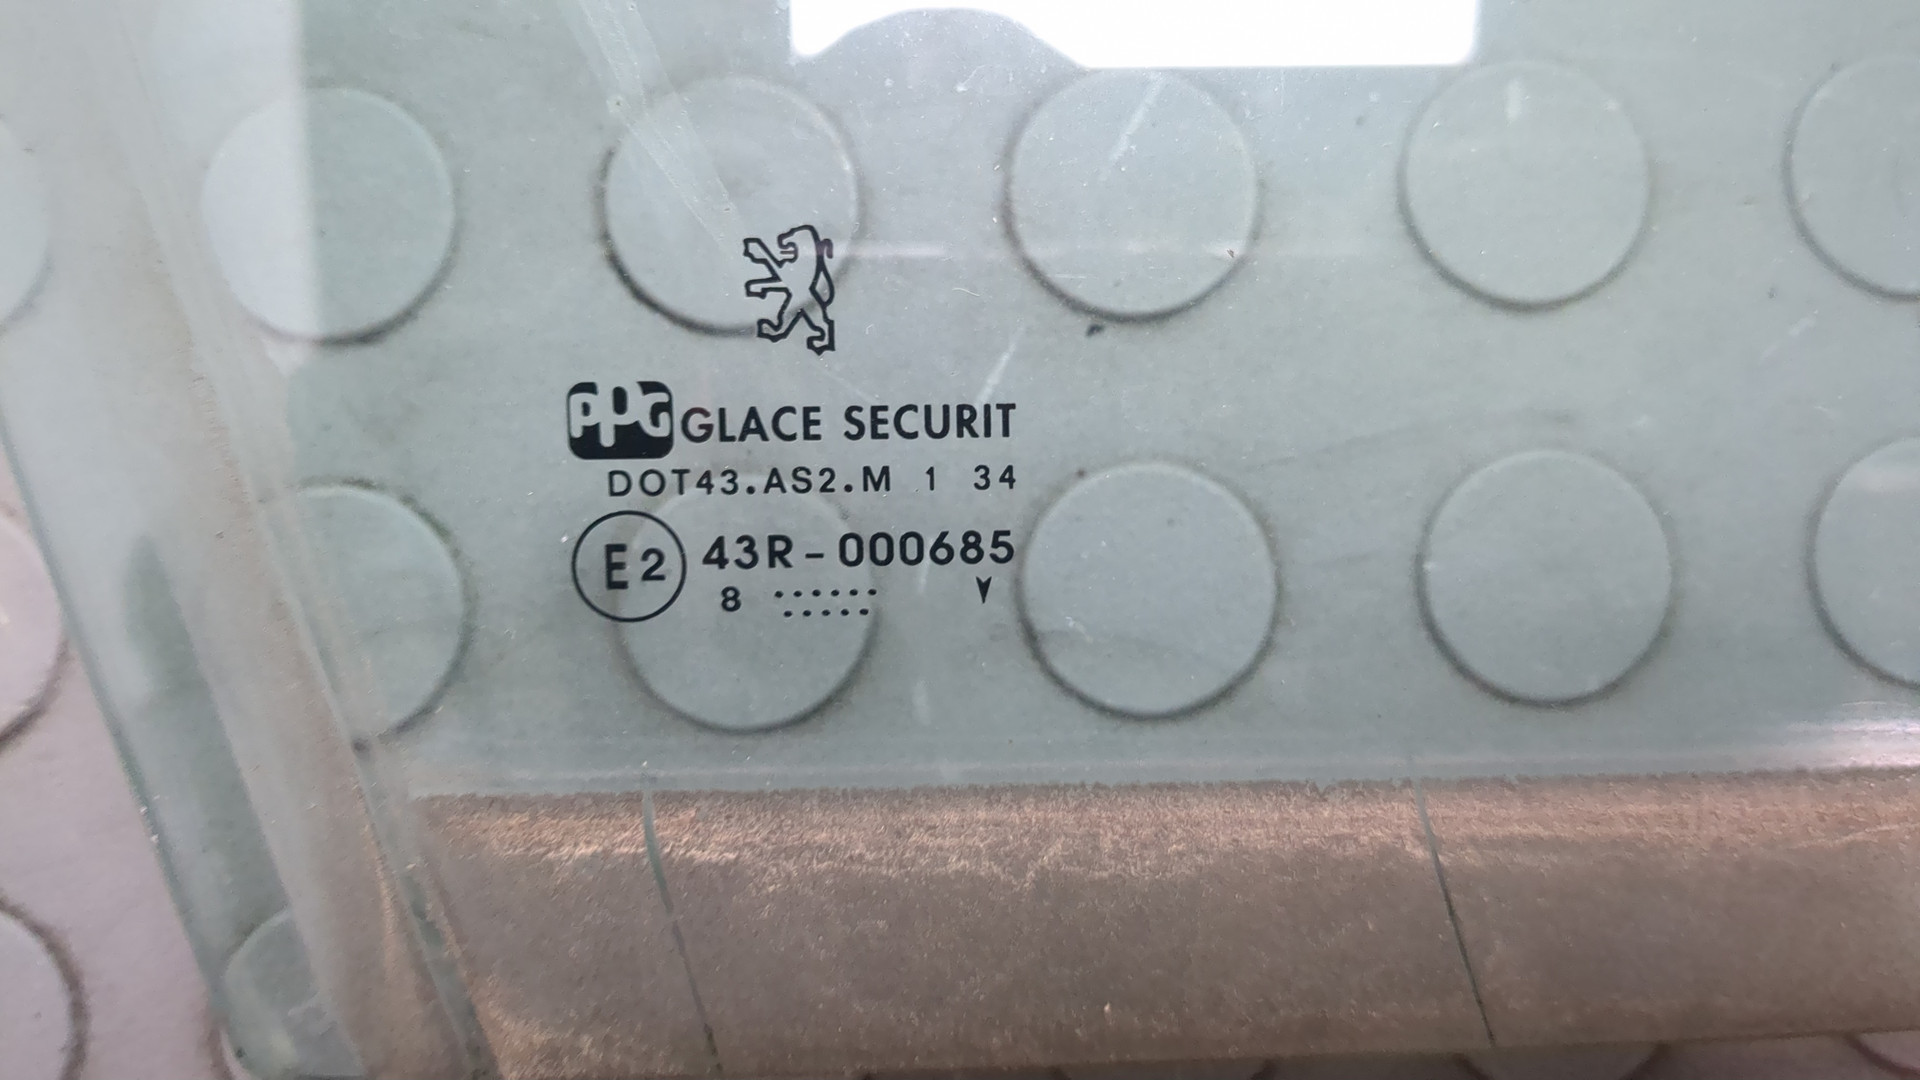 PPG GLACE SECURIT
DOT43.AS2.M 1 34
E2 43R-000685
8 ........... V